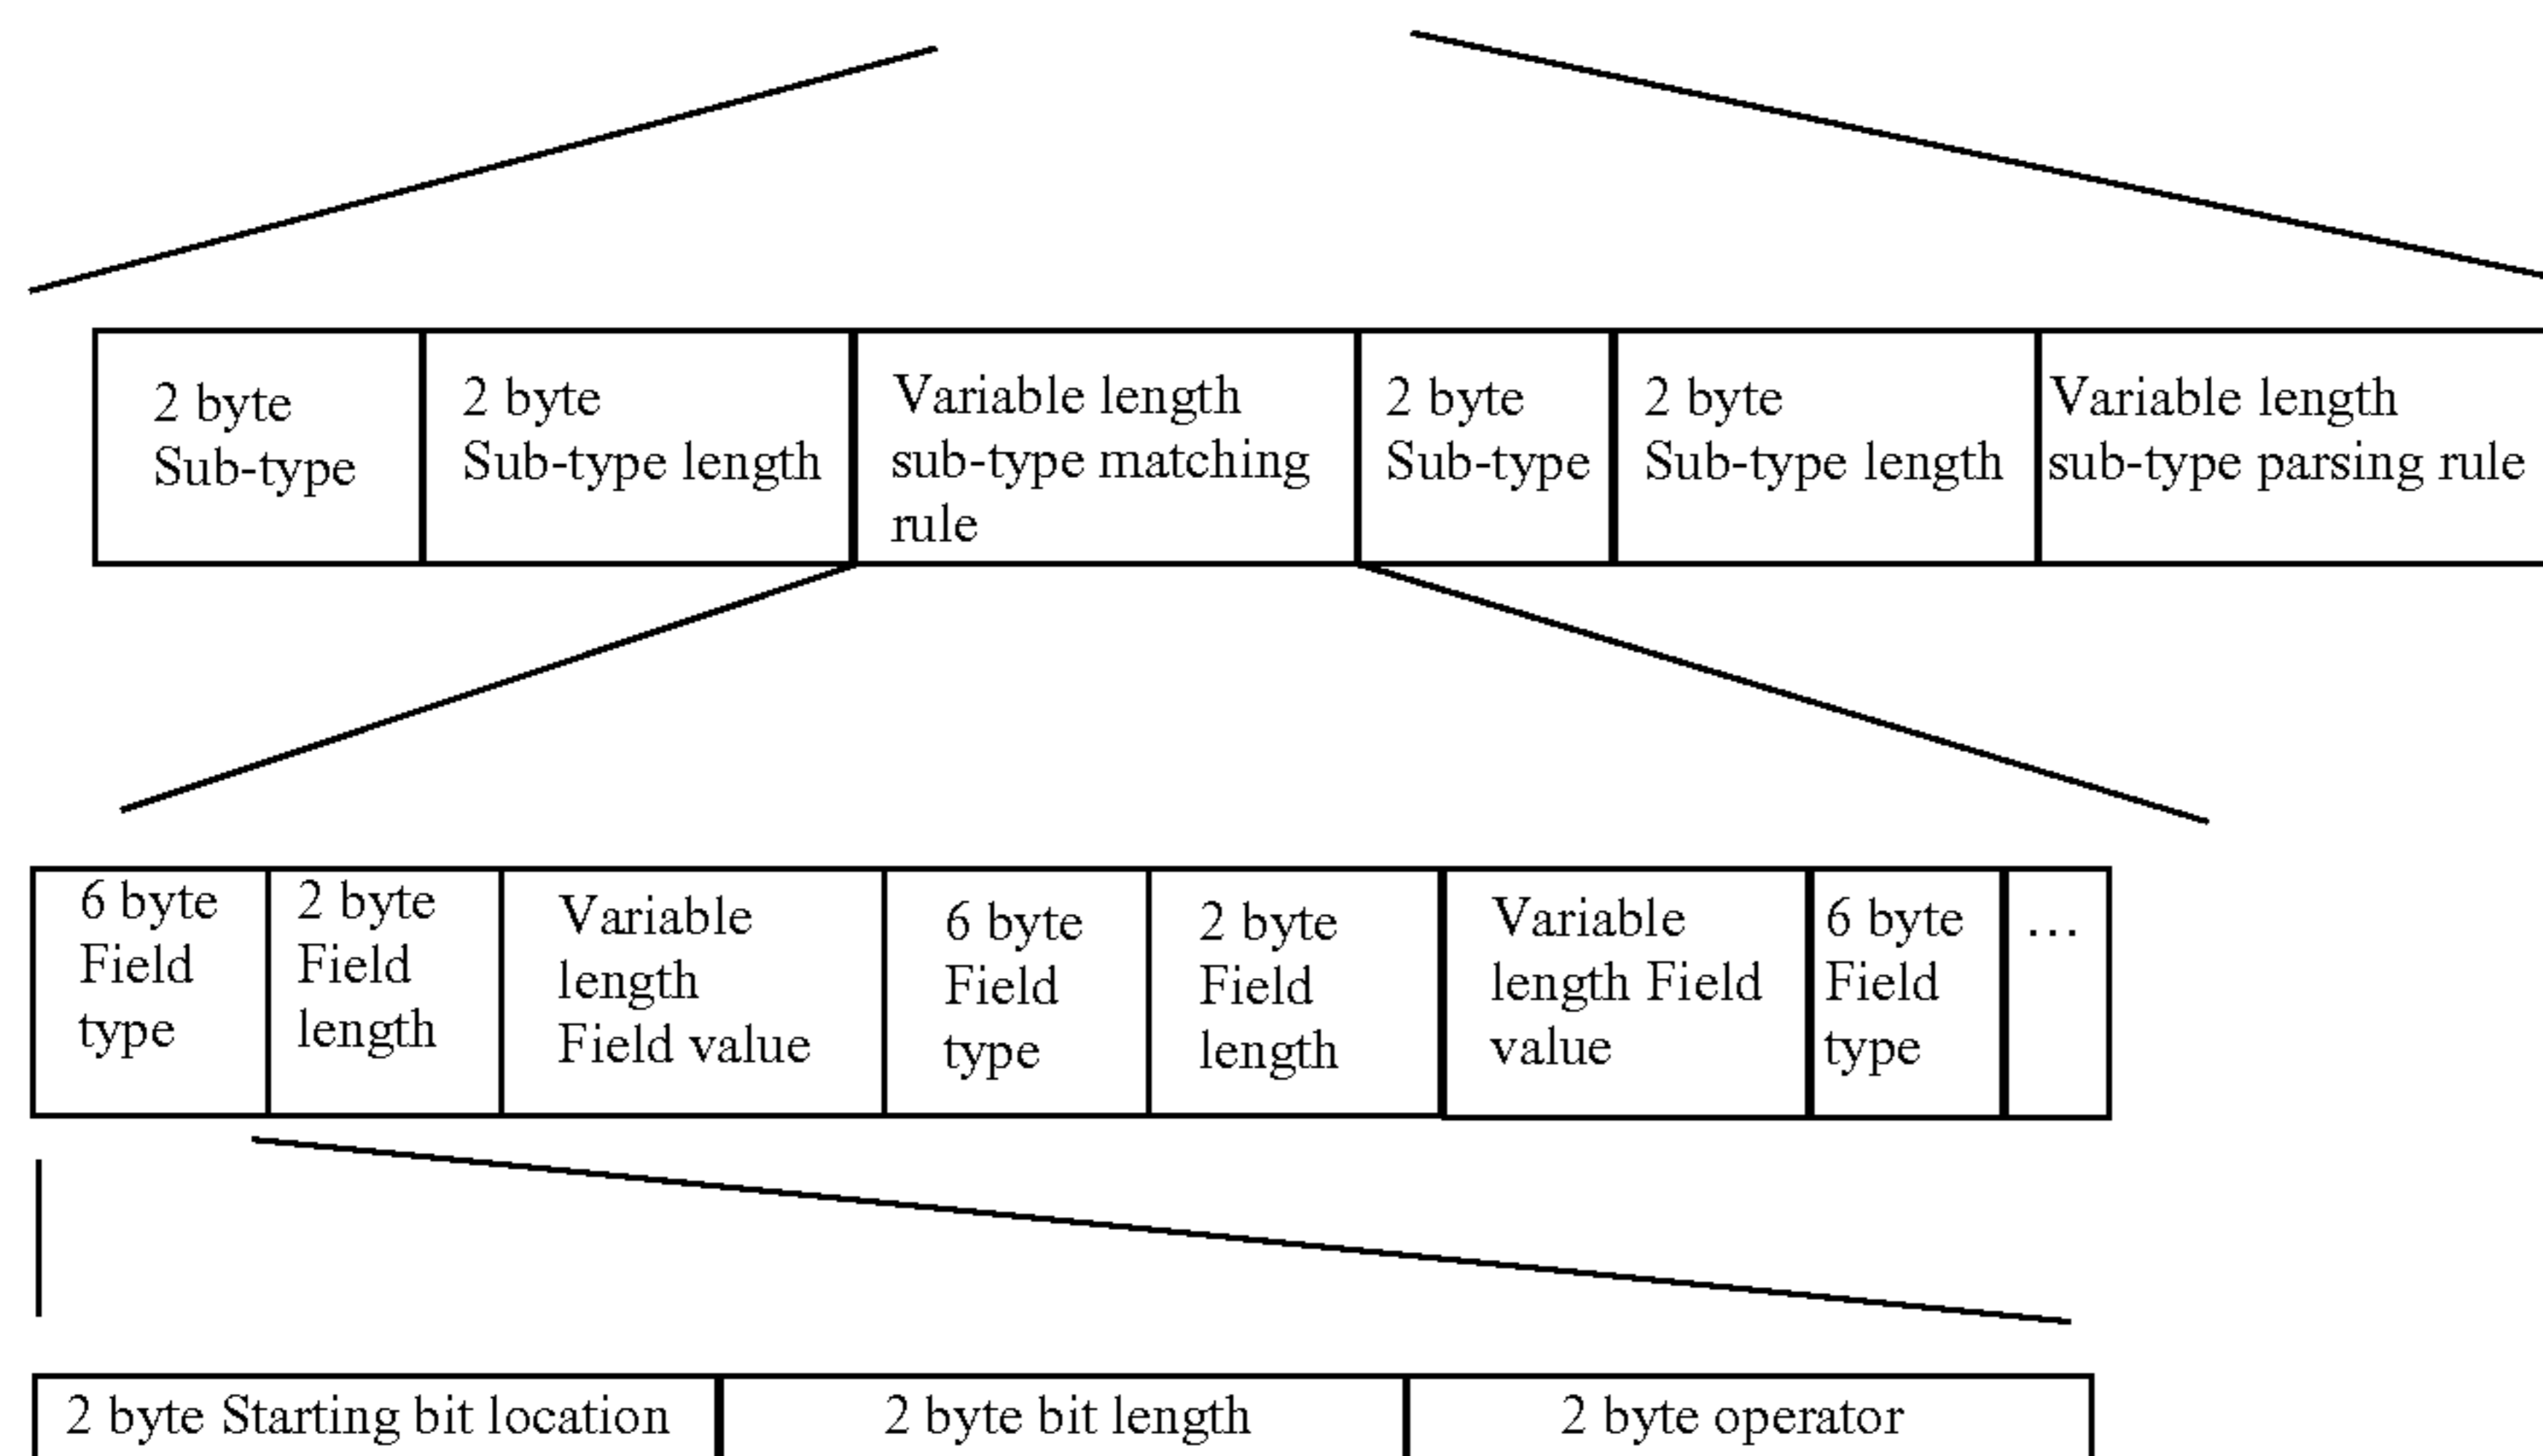 2 byte
Sub-type
2 byte
Sub-type length
Variable length
sub-type matching
rule
2 byte
Sub-type
2 byte
Sub-type length
Variable length
sub-type parsing rule
6 byte
Field
type
2 byte
Field
length
Variable
length
Field value
6 byte
Field
type
2 byte
Field
length
Variable
length Field
value
6 byte
Field
type
...
2 byte Starting bit location
2 byte bit length
2 byte operator